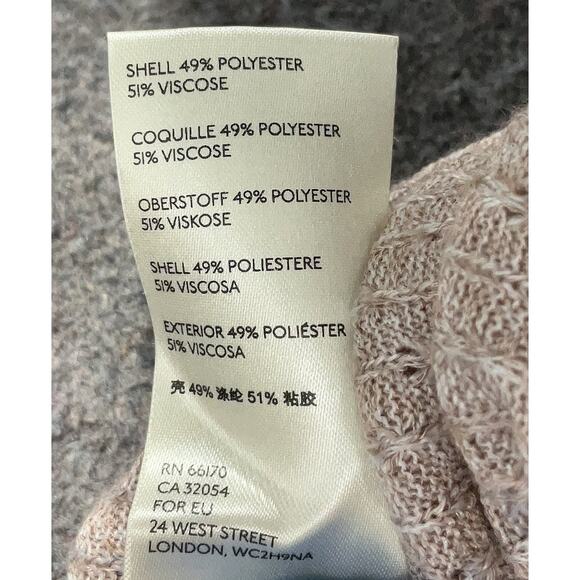 SHELL 49% POLYESTER
51% VISCOSE
COQUILLE 49% POLYESTER
51% VISCOSE
OBERSTOFF 49% POLYESTER
51% VISKOSE
SHELL 49% POLIESTERE
51% VISCOSA
EXTERIOR 49% POLIÉSTER
51% VISCOSA
壳 49% 涤纶 51% 粘胶
RN 66170
CA 32054
FOR EU
24 WEST STREET
LONDON, WC2H9NA